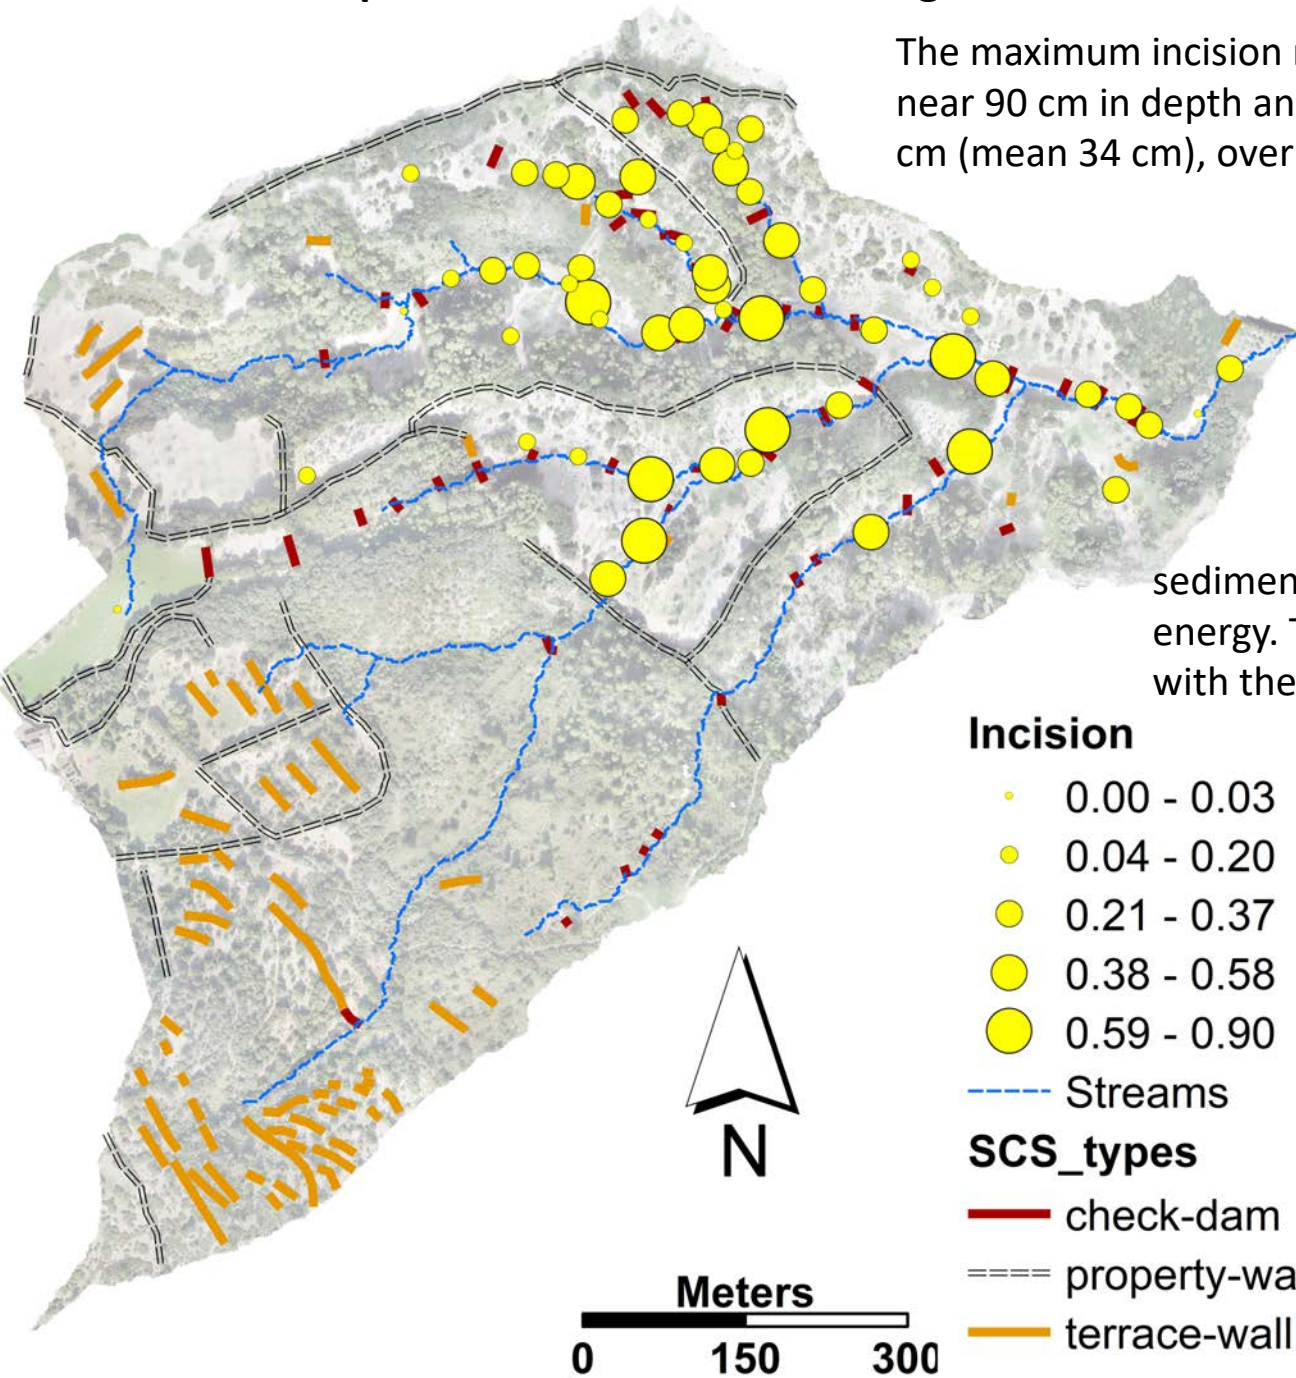 The maximum incision
near 90 cm in depth
cm (mean 34 cm), over
sedimen
energy.
with the
Incision
0.00 - 0.03
0.04 - 0.20
0.21 - 0.37
0.38 - 0.58
0.59 - 0.90
Streams
SCS_types
check-dam
property-wa
terrace-wall
N
Meters
0 150 300